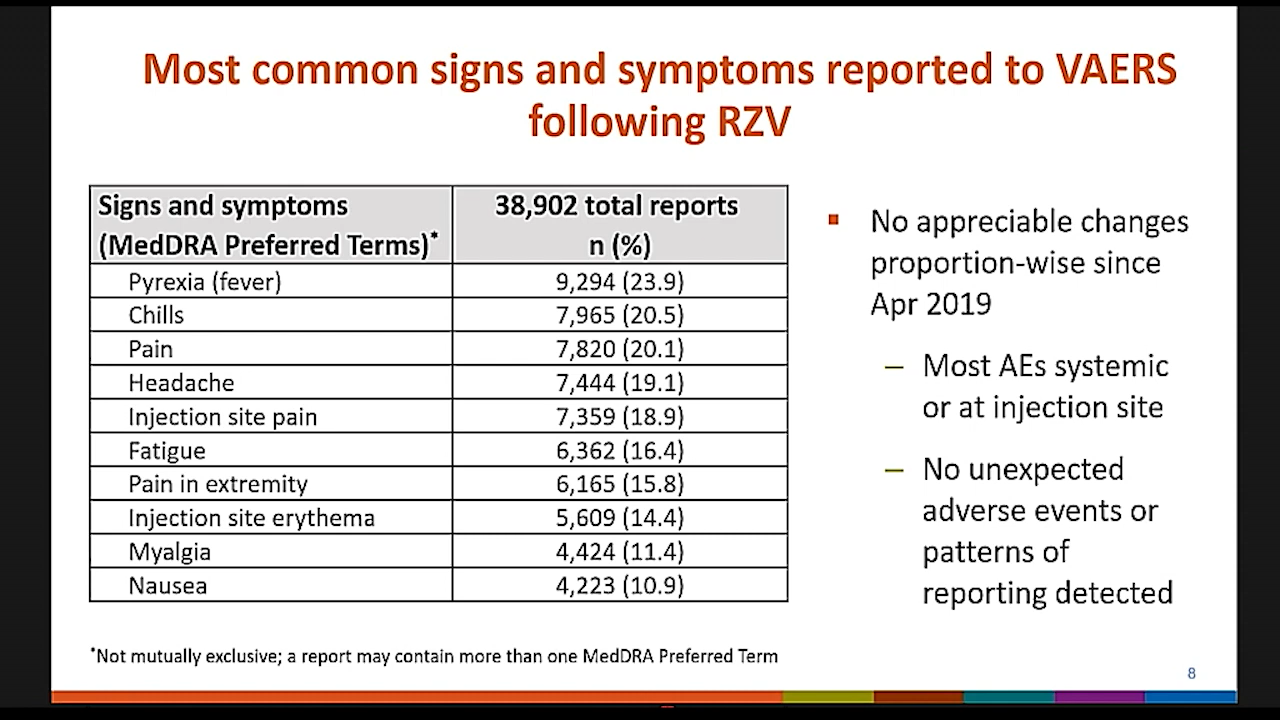 Most common signs and symptoms reported to VAERS
following RZV
Signs and symptoms
(MedDRA Preferred Terms)*
38,902 total reports
n (%)
Pyrexia (fever) 9,294 (23.9)
Chills 7,965 (20.5)
Pain 7,820 (20.1)
Headache 7,444 (19.1)
Injection site pain 7,359 (18.9)
Fatigue 6,362 (16.4)
Pain in extremity 6,165 (15.8)
Injection site erythema 5,609 (14.4)
Myalgia 4,424 (11.4)
Nausea 4,223 (10.9)
*Not mutually exclusive; a report may contain more than one MedDRA Preferred Term
▪ No appreciable changes
proportion-wise since
Apr 2019
– Most AEs systemic
or at injection site
– No unexpected
adverse events or
patterns of
reporting detected
8